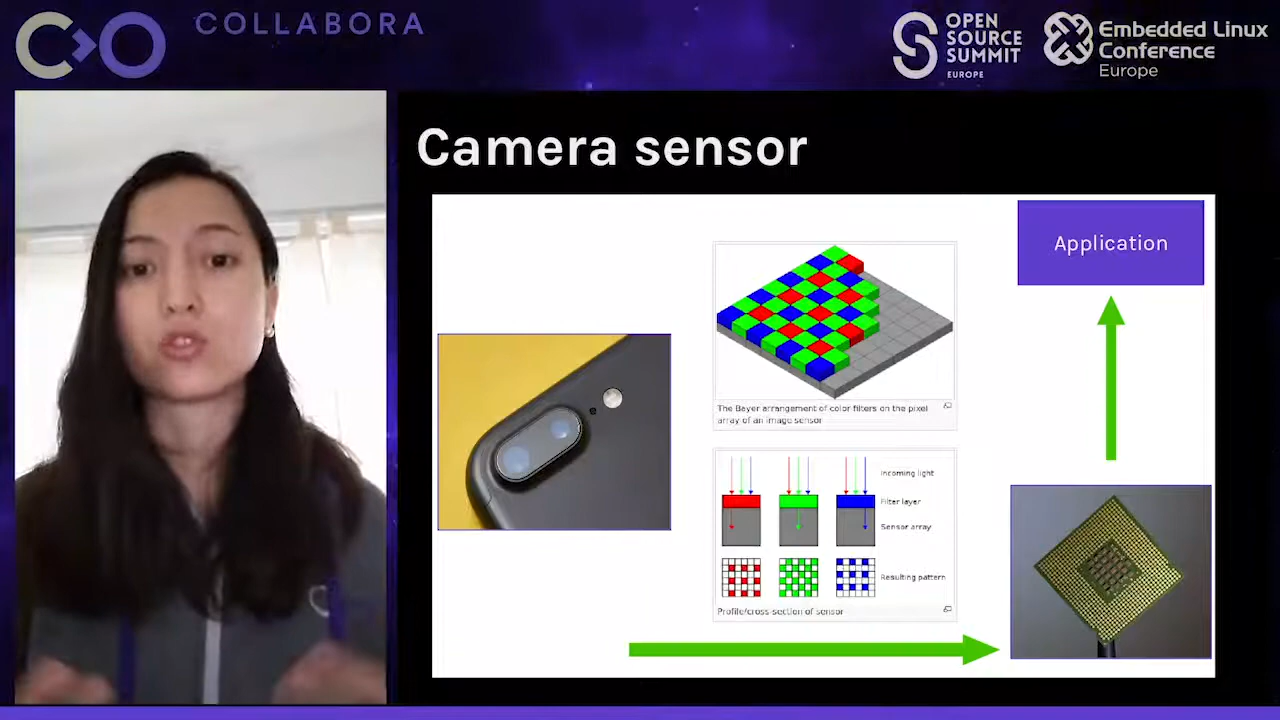 COLLABORA
OPEN
SOURCE
SUMMIT
EUROPE
Embedded Linux
Conference
Europe
Camera sensor
Application
The Bayer arrangement of color filters on the pixel
array of an image sensor
Incoming light
Filter layer
Sensor array
Resulting pattern
Profile/cross-section of sensor